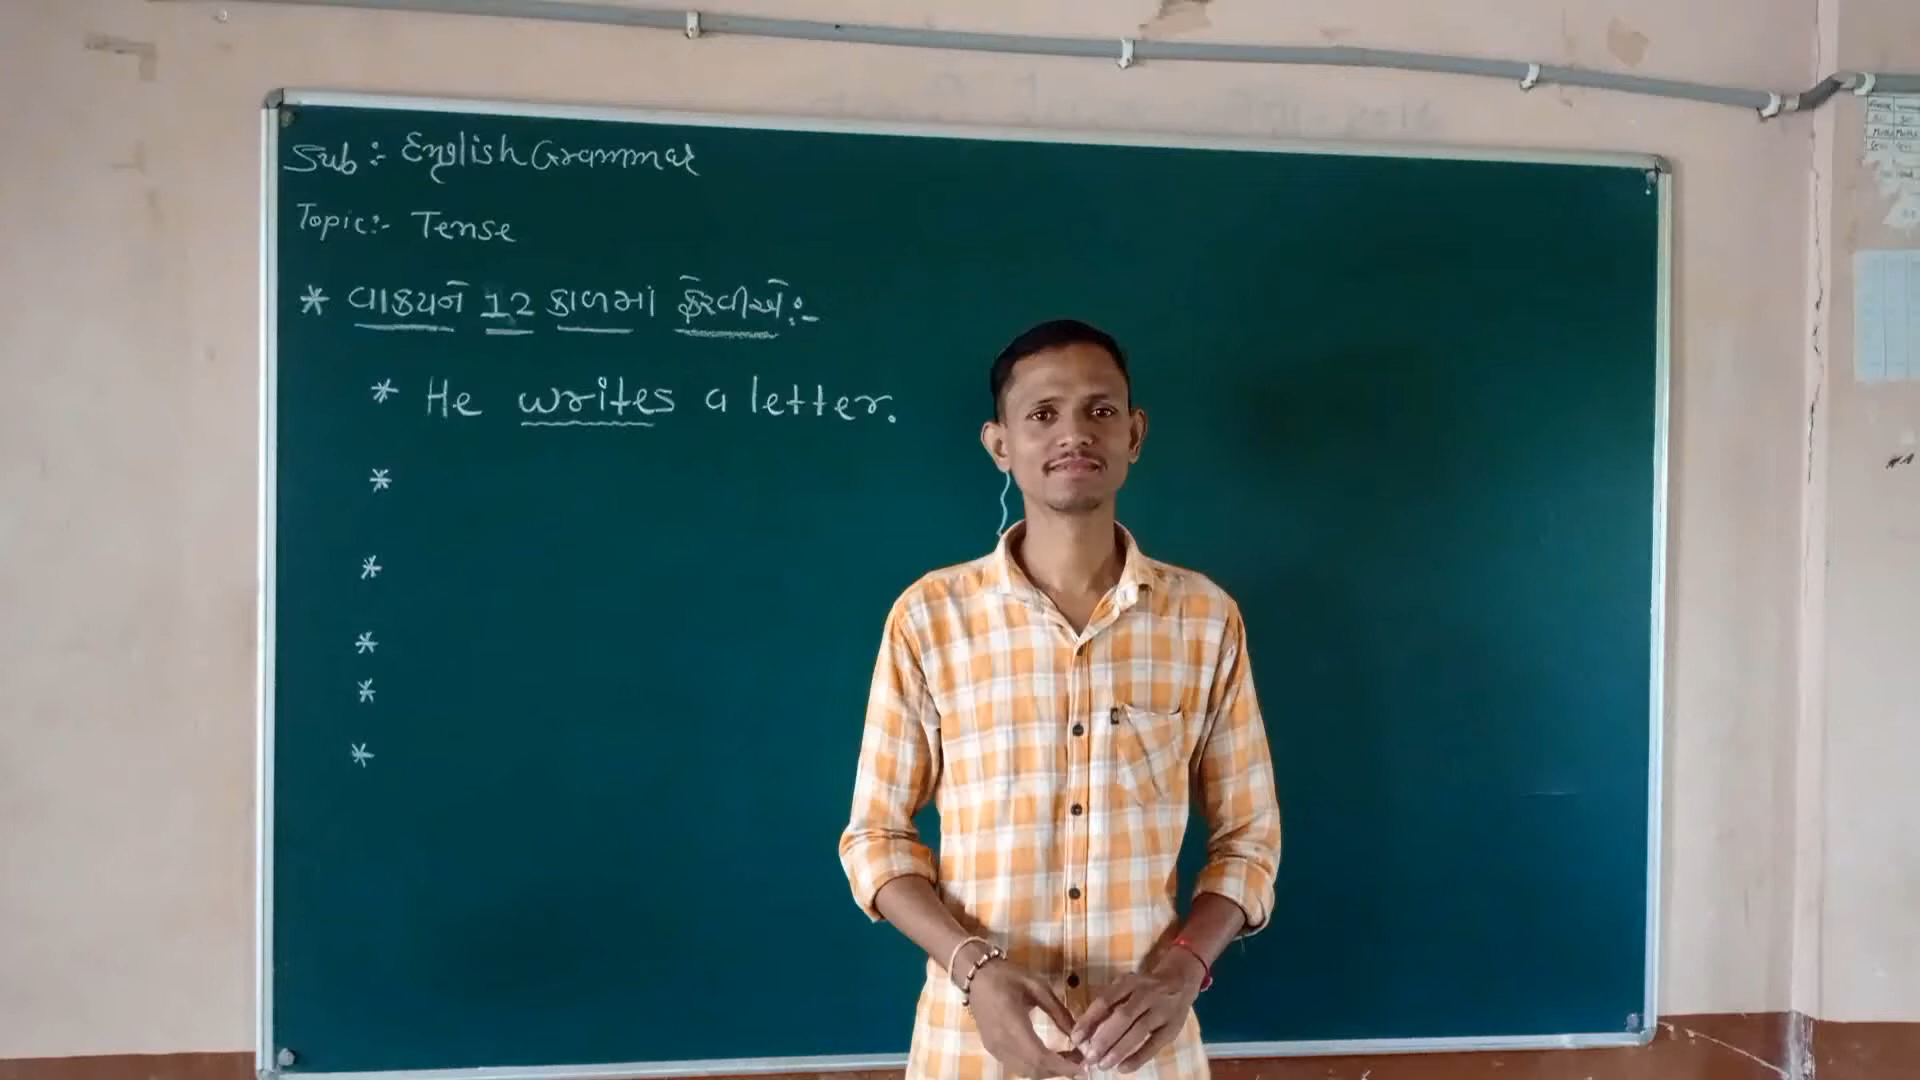 Sub :- English Grammar
Topic:- Tense
* વાક્યને 12 કાળમાં ફેરવીએ :-
* He writes a letter.
*
*
*
*
*